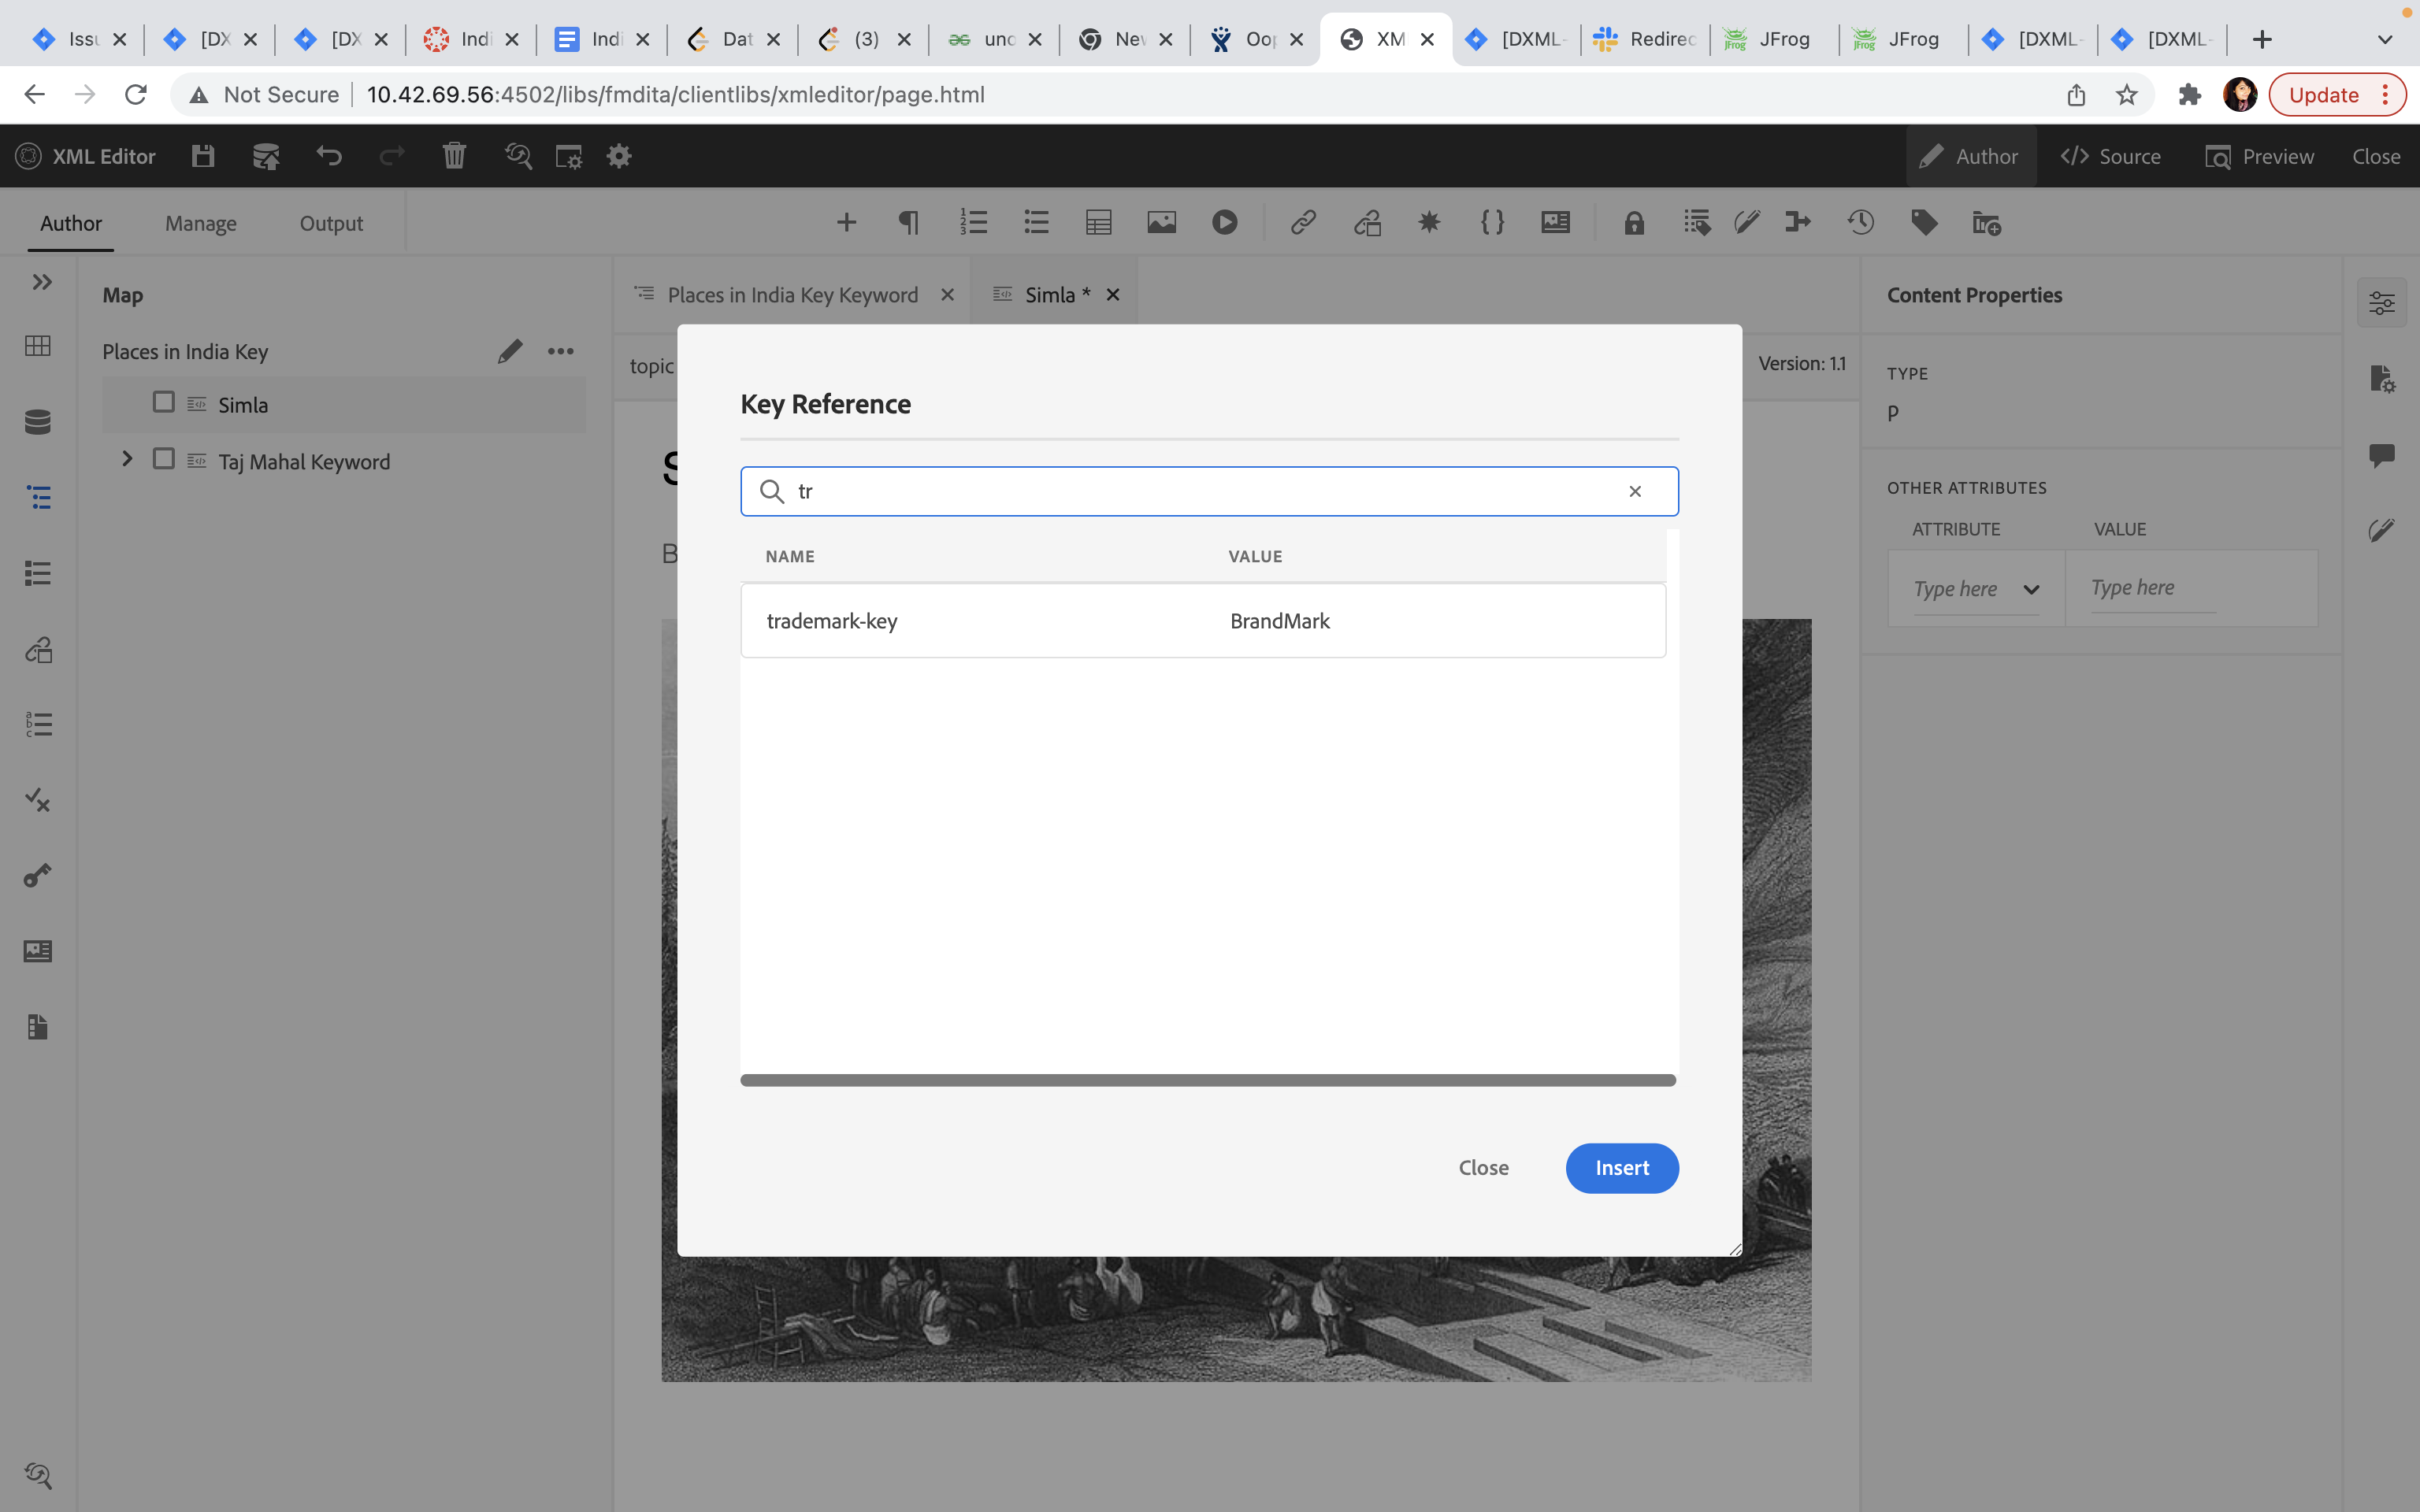 Issu
[DX
[DX
Indi
Indi
Dat
(3)
Oop
XM
[DXML-
Redirec
JFrog
JFrog
[DXML-
[DXML-
Not Secure
10.42.69.56:4502/libs/fmdita/clientlibs/xmleditor/page.html
Update
XML Editor
Author
Source
Preview
Close
Author
Manage
Output
Map
Places in India Key Keyword
Simla *
Content Properties
Places in India Key
topic
Version: 1.1
TYPE
P
Simla
Key Reference
Taj Mahal Keyword
S
tr
OTHER ATTRIBUTES
ATTRIBUTE VALUE
B
NAME VALUE
Type here
Type here
trademark-key BrandMark
Close
Insert